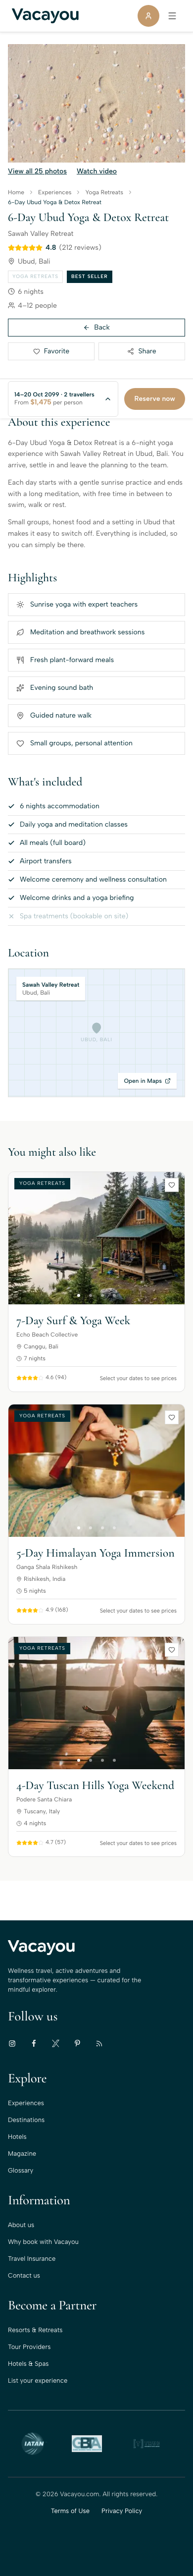 Vacayou
View all 25 photos
Watch video
Home
Experiences
Yoga Retreats
6-Day Ubud Yoga & Detox Retreat
6-Day Ubud Yoga & Detox Retreat
Sawah Valley Retreat
4.8 (212 reviews)
Ubud, Bali
YOGA RETREATS
BEST SELLER
6 nights
4–12 people
Back
Favorite
Share
14–20 Oct 2099 · 2 travellers
From $1,475 per person
Reserve now
About this experience
6-Day Ubud Yoga & Detox Retreat is a 6-night yoga
experience with Sawah Valley Retreat in Ubud, Bali. You
arrive, settle in and leave the planning to the team.
Each day starts with a gentle sunrise practice and ends
with a long meditation, with free time in between to
swim, walk or rest.
Small groups, honest food and a setting in Ubud that
makes it easy to switch off. Everything is included, so
you can simply be there.
Highlights
Sunrise yoga with expert teachers
Meditation and breathwork sessions
Fresh plant-forward meals
Evening sound bath
Guided nature walk
Small groups, personal attention
What's included
6 nights accommodation
Daily yoga and meditation classes
All meals (full board)
Airport transfers
Welcome ceremony and wellness consultation
Welcome drinks and a yoga briefing
Spa treatments (bookable on site)
Location
Sawah Valley Retreat
Ubud, Bali
UBUD, BALI
Open in Maps
You might also like
YOGA RETREATS
7-Day Surf & Yoga Week
Echo Beach Collective
Canggu, Bali
7 nights
4.6 (94)
Select your dates to see prices
YOGA RETREATS
5-Day Himalayan Yoga Immersion
Ganga Shala Rishikesh
Rishikesh, India
5 nights
4.9 (168)
Select your dates to see prices
YOGA RETREATS
4-Day Tuscan Hills Yoga Weekend
Podere Santa Chiara
Tuscany, Italy
4 nights
4.7 (57)
Select your dates to see prices
Vacayou
Wellness travel, active adventures and
transformative experiences — curated for the
mindful explorer.
Follow us
Explore
Experiences
Destinations
Hotels
Magazine
Glossary
Information
About us
Why book with Vacayou
Travel Insurance
Contact us
Become a Partner
Resorts & Retreats
Tour Providers
Hotels & Spas
List your experience
IATAN
© 2026 Vacayou.com. All rights reserved.
Terms of Use
Privacy Policy